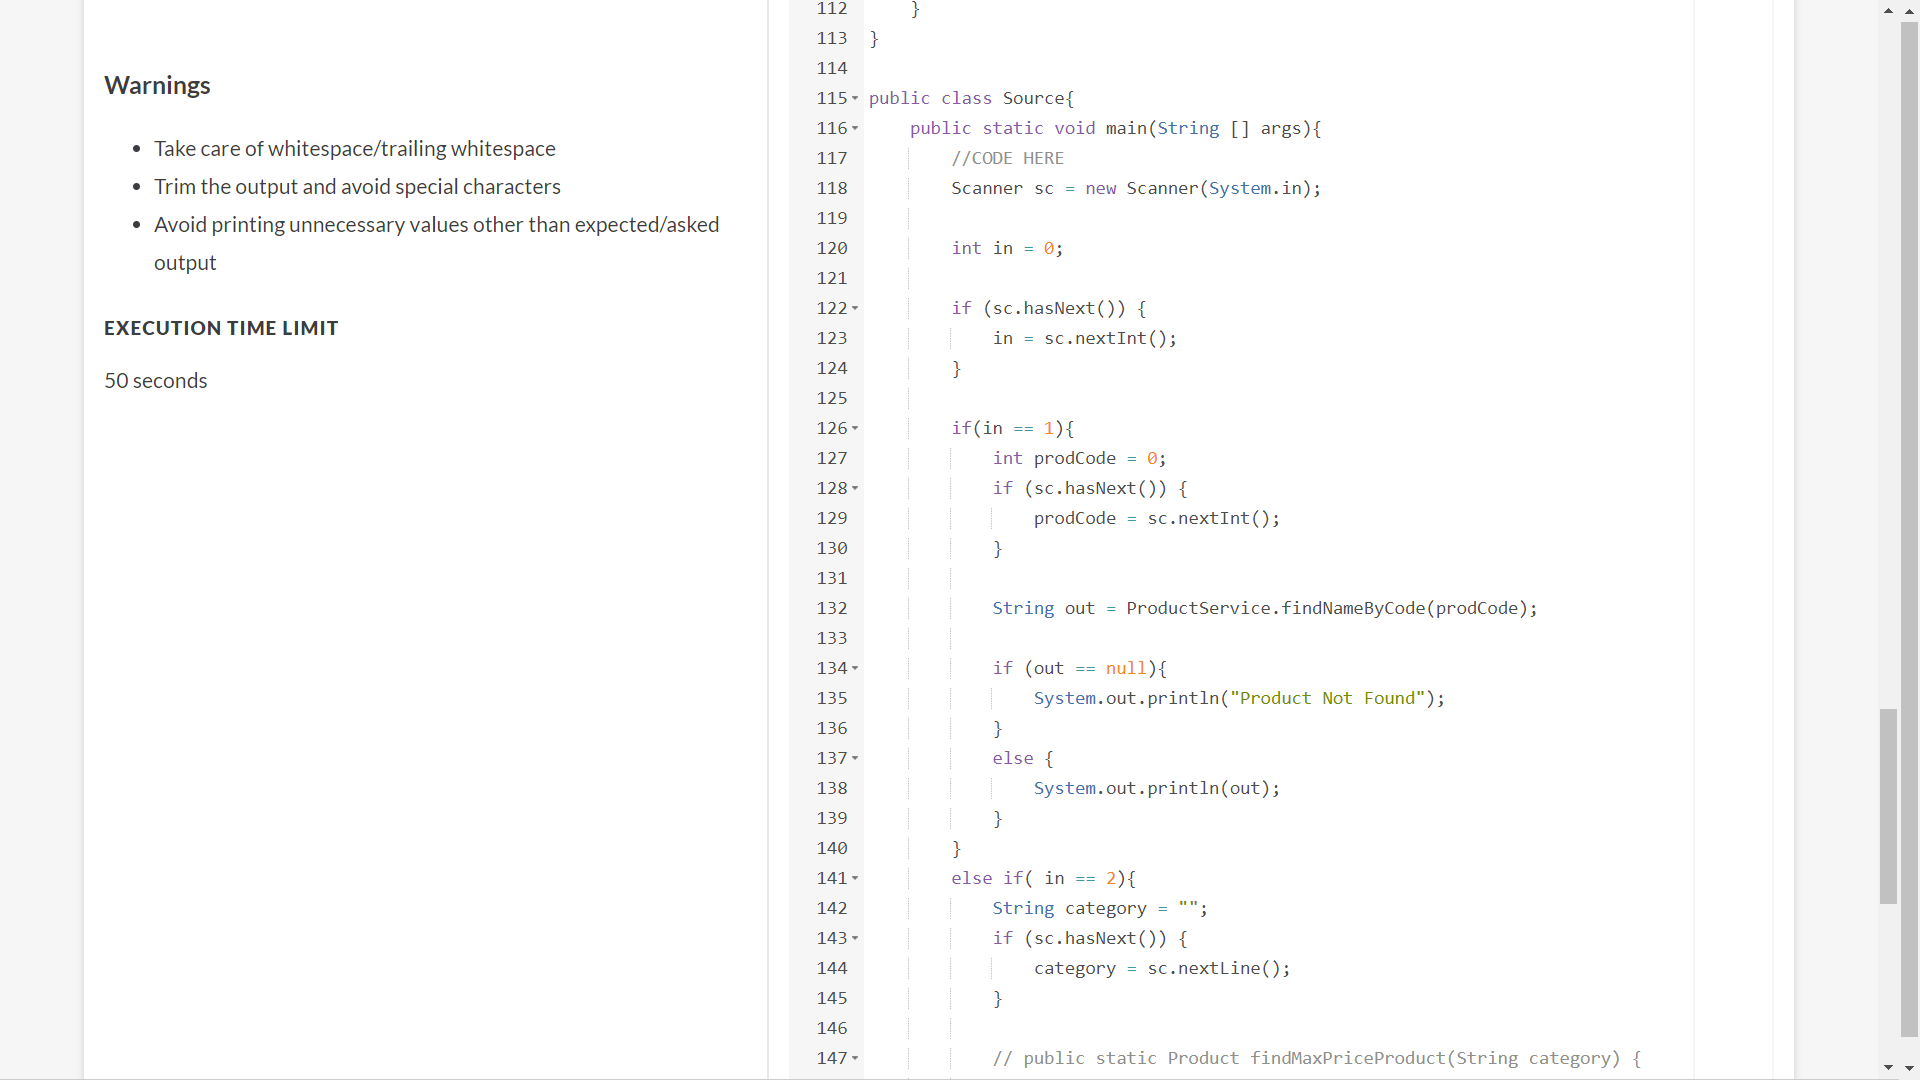 Warnings
• Take care of whitespace/trailing whitespace
• Trim the output and avoid special characters
• Avoid printing unnecessary values other than expected/asked
output
EXECUTION TIME LIMIT
50 seconds
112     }
113 }
114
115 public class Source{
116     public static void main(String [] args){
117         //CODE HERE
118         Scanner sc = new Scanner(System.in);
119
120         int in = 0;
121
122         if (sc.hasNext()) {
123             in = sc.nextInt();
124         }
125
126         if(in == 1){
127             int prodCode = 0;
128             if (sc.hasNext()) {
129                 prodCode = sc.nextInt();
130             }
131
132             String out = ProductService.findNameByCode(prodCode);
133
134             if (out == null){
135                 System.out.println("Product Not Found");
136             }
137             else {
138                 System.out.println(out);
139             }
140         }
141         else if( in == 2){
142             String category = "";
143             if (sc.hasNext()) {
144                 category = sc.nextLine();
145             }
146
147             // public static Product findMaxPriceProduct(String category) {